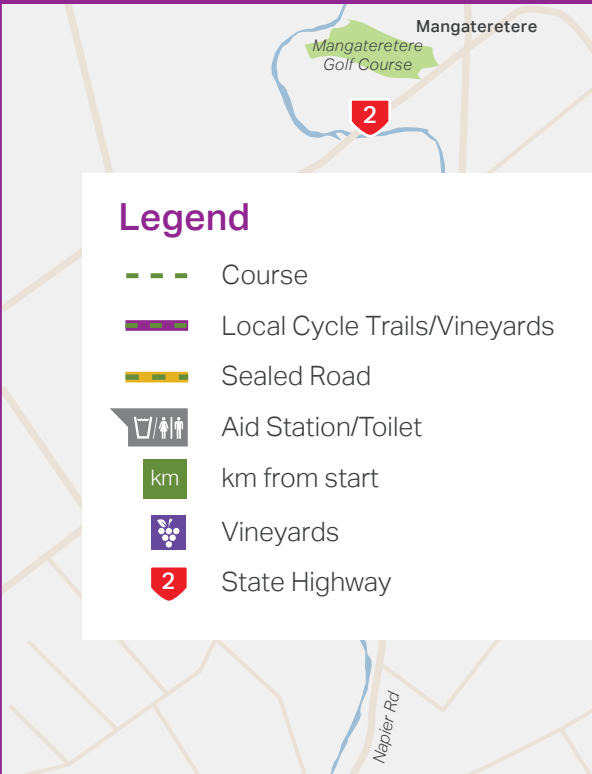 Mangateretere
Mangateretere
Golf Course
2
Legend
Course
Local Cycle Trails/Vineyards
Sealed Road
Aid Station/Toilet
km
km from start
Vineyards
2
State Highway
Napier Rd